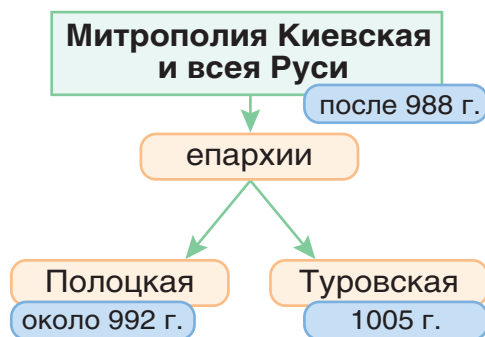 Митрополия Киевская
и всея Руси
после 988 г.
епархии
Полоцкая
около 992 г.
Туровская
1005 г.